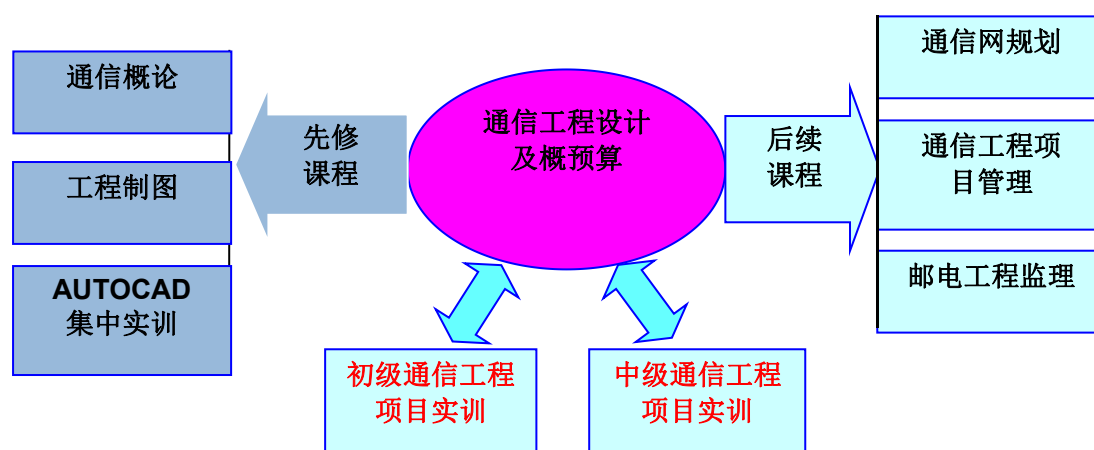 通信概论
工程制图
AUTOCAD
集中实训
先修
课程
通信工程设计
及概预算
后续
课程
通信网规划
通信工程项
目管理
邮电工程监理
初级通信工程
项目实训
中级通信工程
项目实训